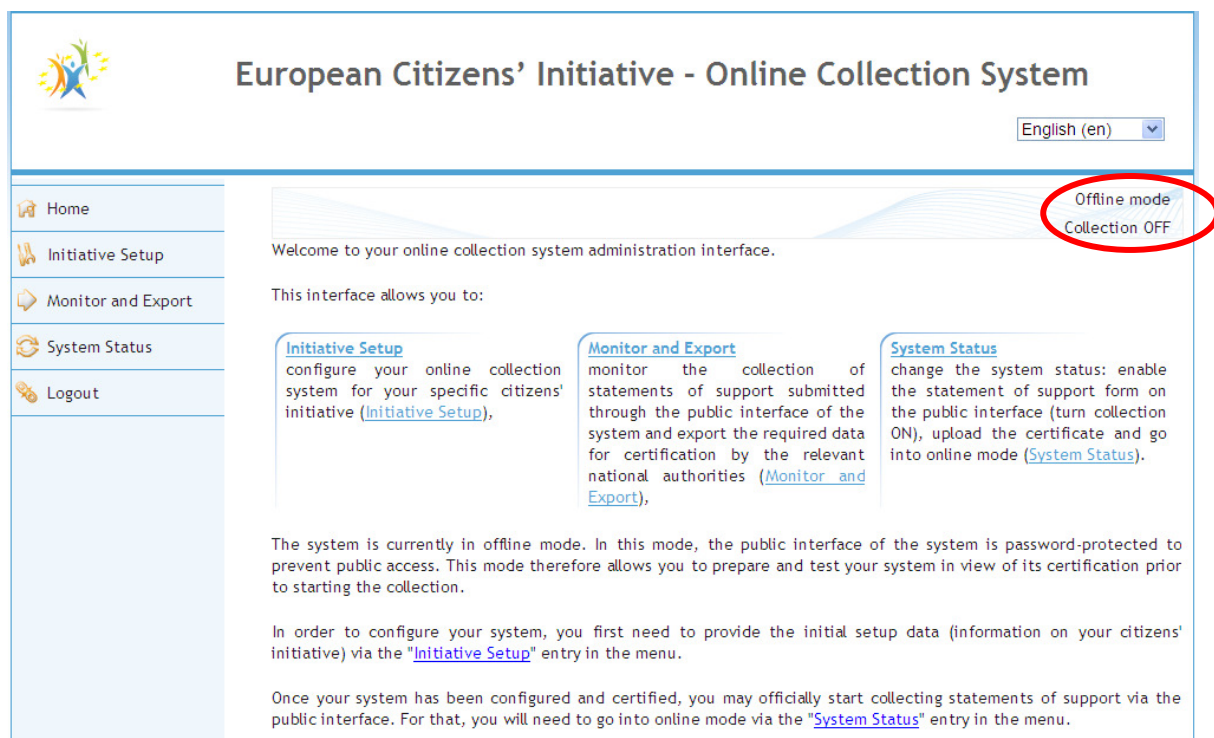 European Citizens' Initiative - Online Collection System
English (en)
Home
Initiative Setup
Monitor and Export
System Status
Logout
Offline mode
Collection OFF
Welcome to your online collection system administration interface.
This interface allows you to:
Initiative Setup
configure your online collection
system for your specific citizens'
initiative (Initiative Setup),
Monitor and Export
monitor the collection of
statements of support submitted
through the public interface of the
system and export the required data
for certification by the relevant
national authorities (Monitor and
Export),
System Status
change the system status: enable
the statement of support form on
the public interface (turn collection
ON), upload the certificate and go
into online mode (System Status).
The system is currently in offline mode. In this mode, the public interface of the system is password-protected to
prevent public access. This mode therefore allows you to prepare and test your system in view of its certification prior
to starting the collection.
In order to configure your system, you first need to provide the initial setup data (information on your citizens'
initiative) via the "Initiative Setup" entry in the menu.
Once your system has been configured and certified, you may officially start collecting statements of support via the
public interface. For that, you will need to go into online mode via the "System Status" entry in the menu.